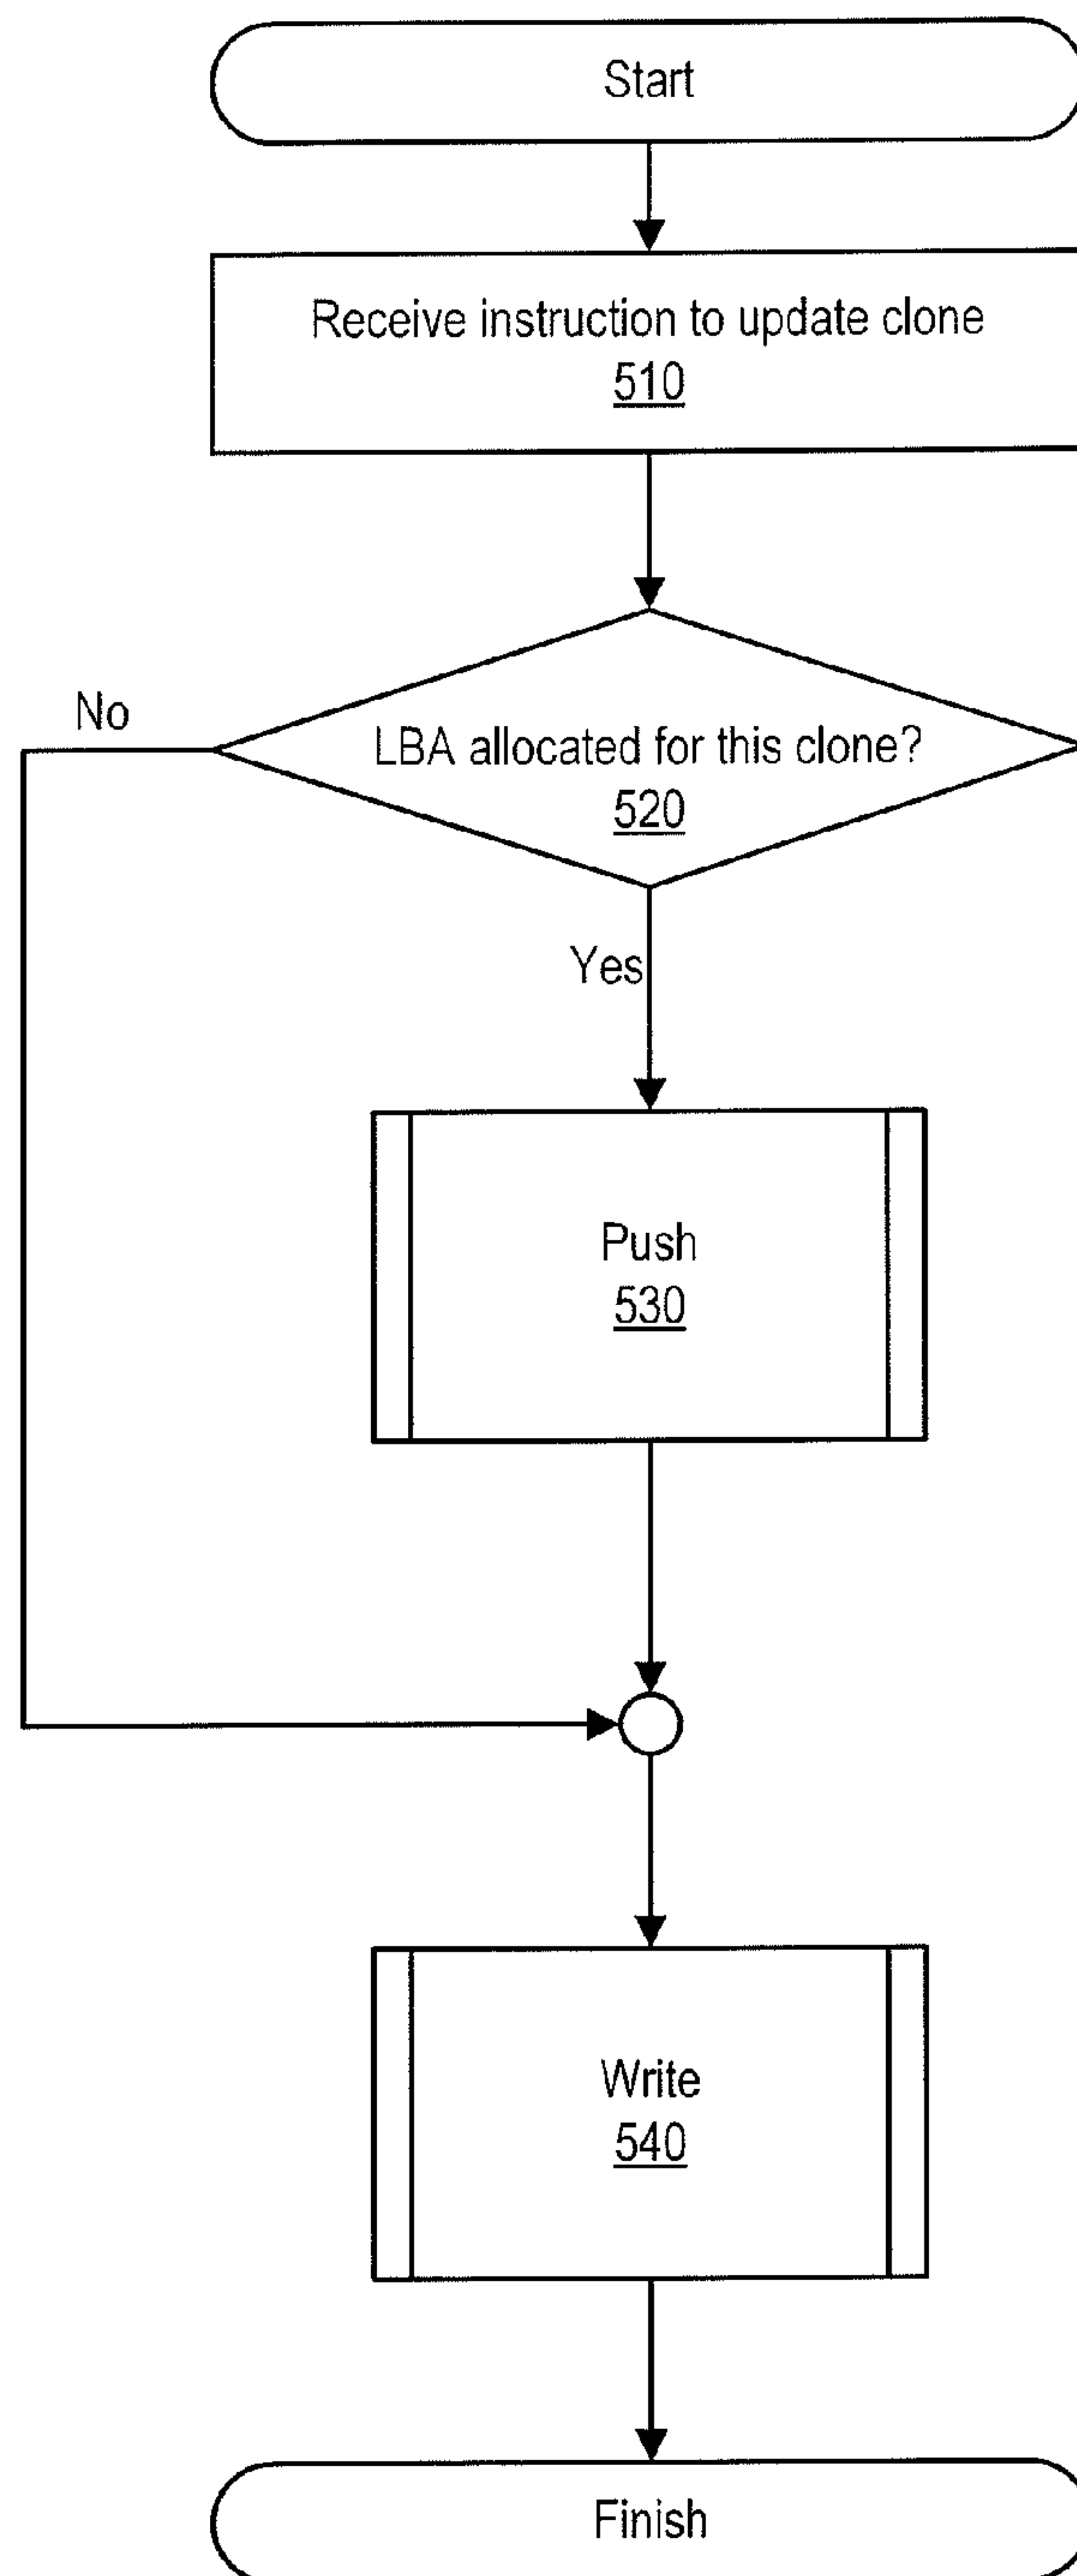 Start
Receive instruction to update clone
510
No
LBA allocated for this clone?
520
Yes
Push
530
Write
540
Finish